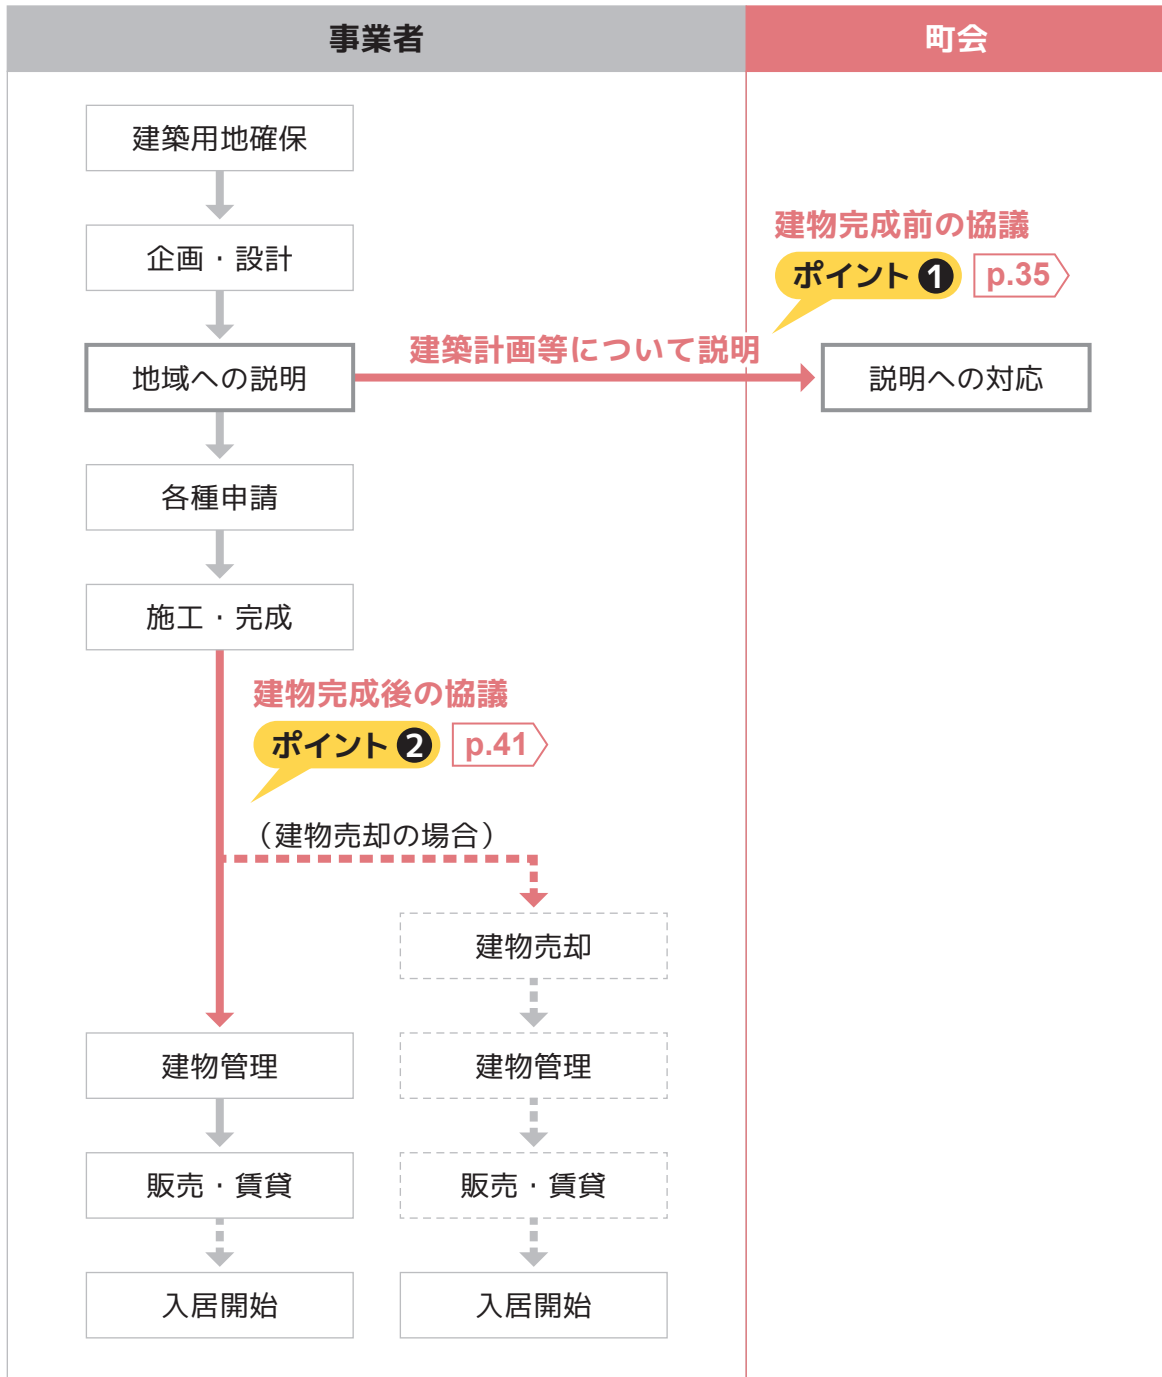 事業者
町会
建築用地確保
企画・設計
建物完成前の協議
ポイント ❶ p.35
建築計画等について説明
地域への説明
説明への対応
各種申請
施工・完成
建物完成後の協議
ポイント ❷ p.41
（建物売却の場合）
建物売却
建物管理
建物管理
販売・賃貸
販売・賃貸
入居開始
入居開始